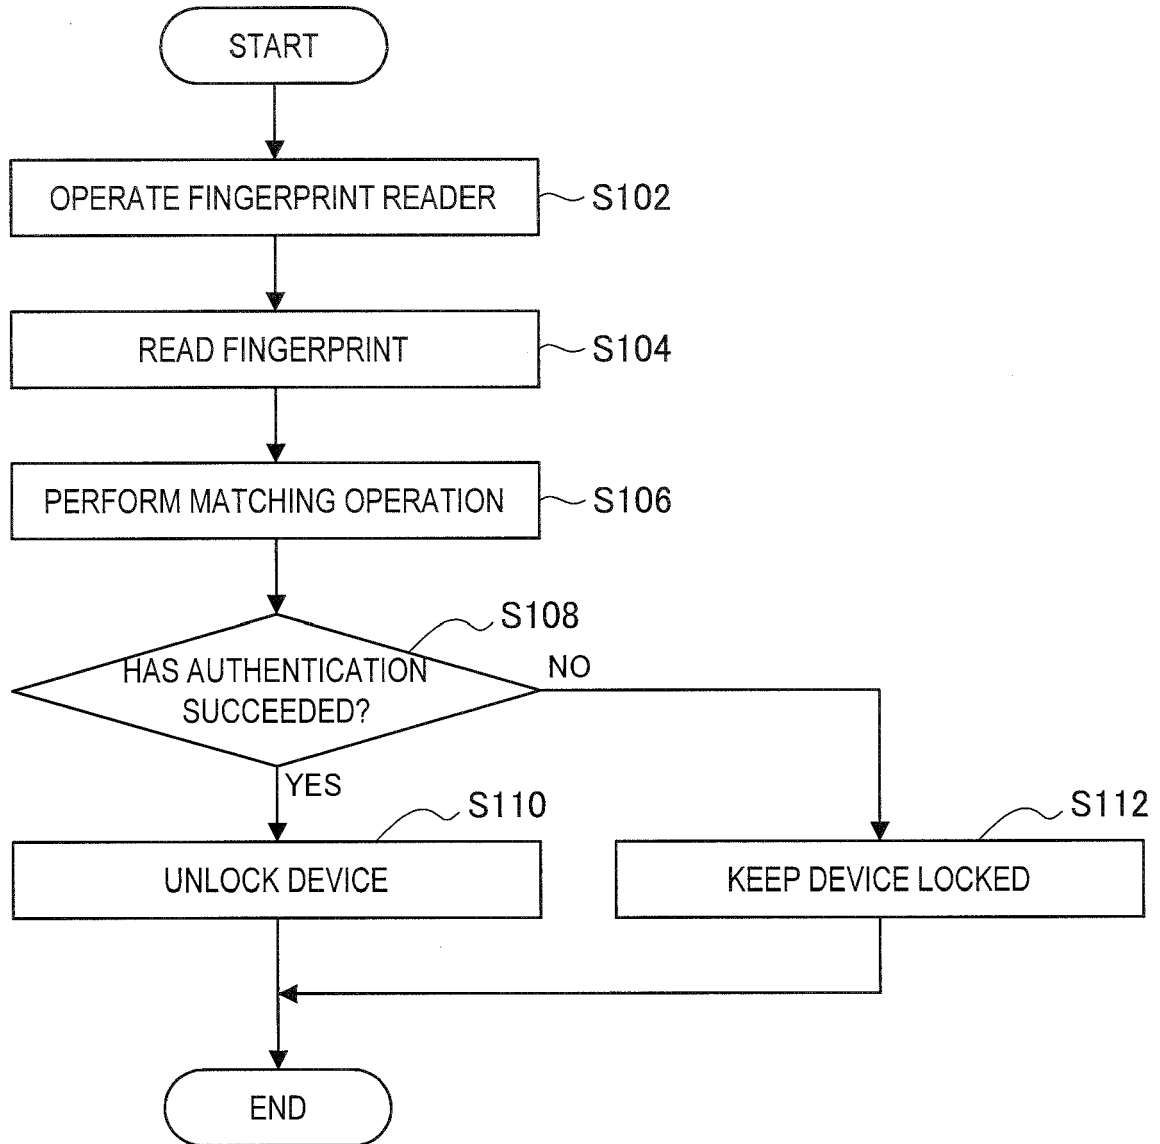 START
OPERATE FINGERPRINT READER
S102
READ FINGERPRINT
S104
PERFORM MATCHING OPERATION
S106
S108
HAS AUTHENTICATION
SUCCEEDED?
NO
YES
S110
UNLOCK DEVICE
S112
KEEP DEVICE LOCKED
END